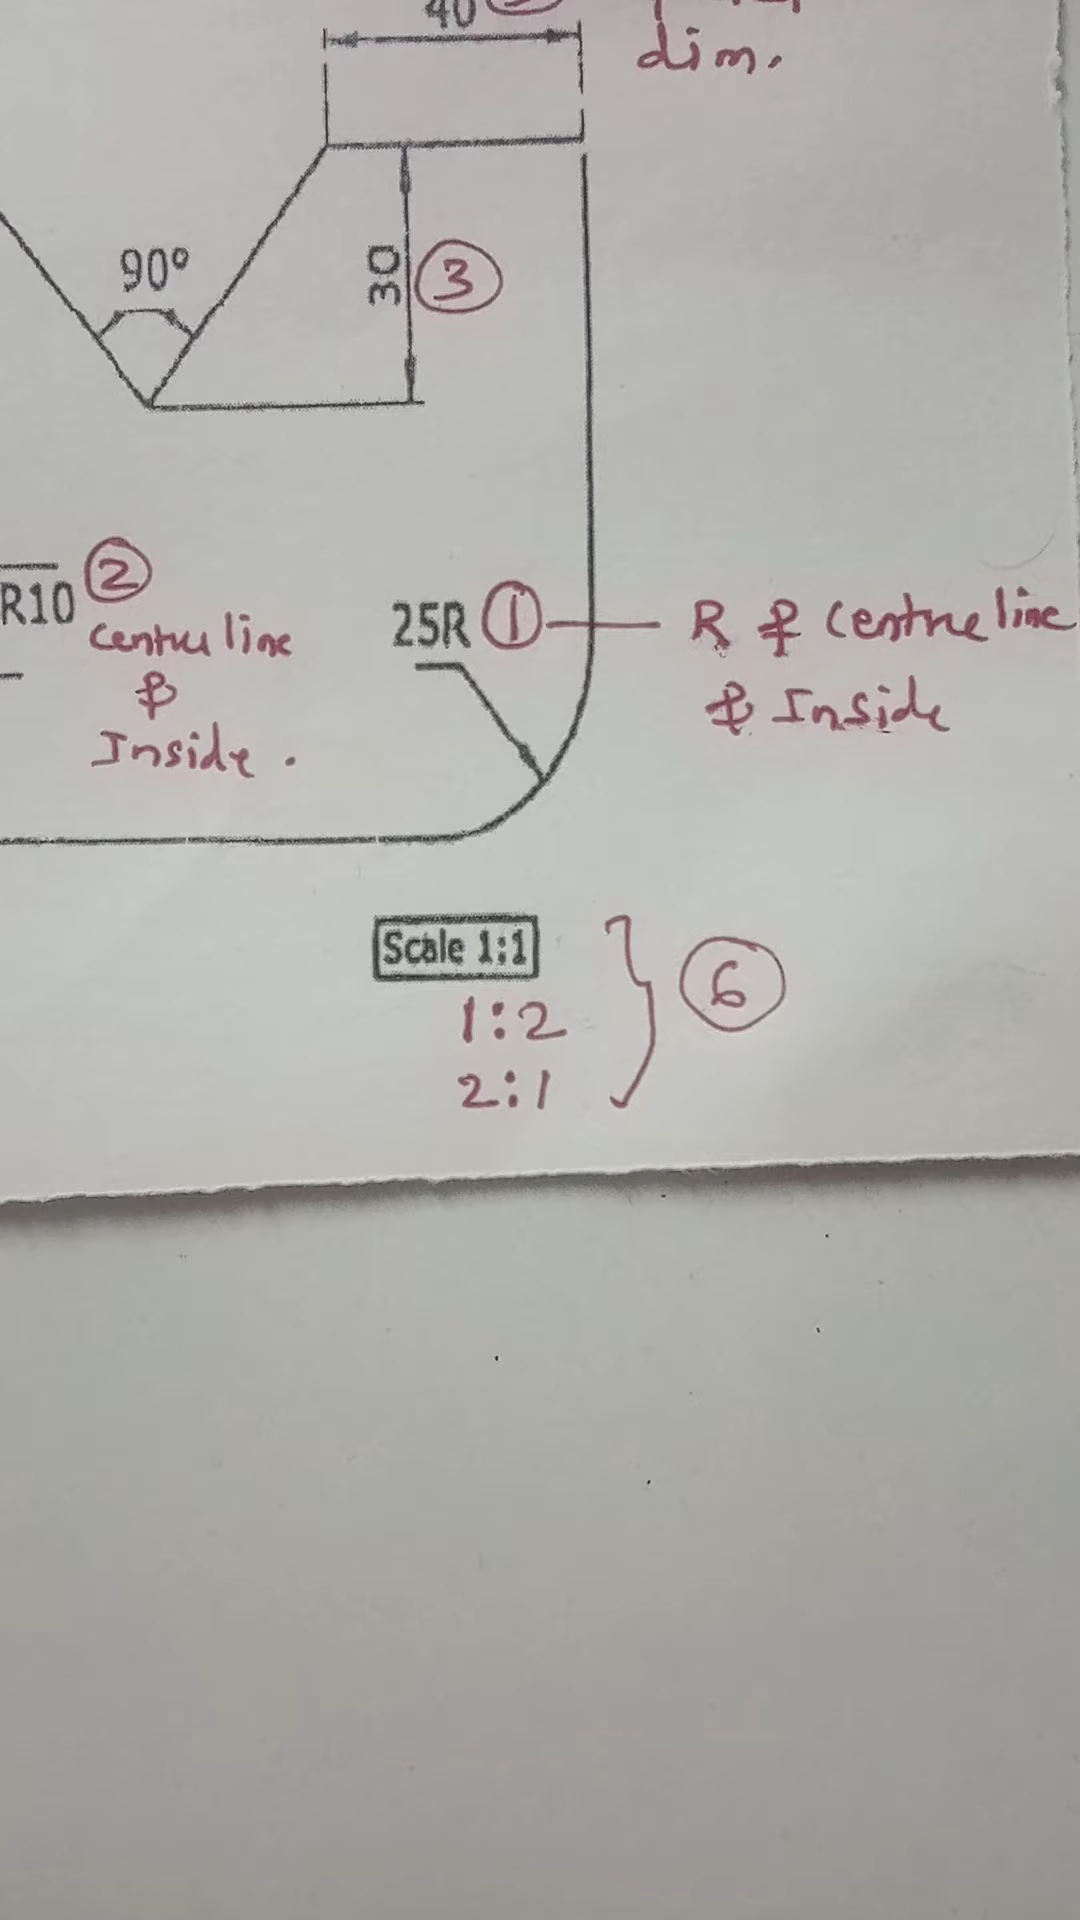 40
dim.
90°
30 3
R10 2
Centre line
&
Inside.
25R 1
R & Centre line
& Inside
Scale 1:1
1:2
2:1
6